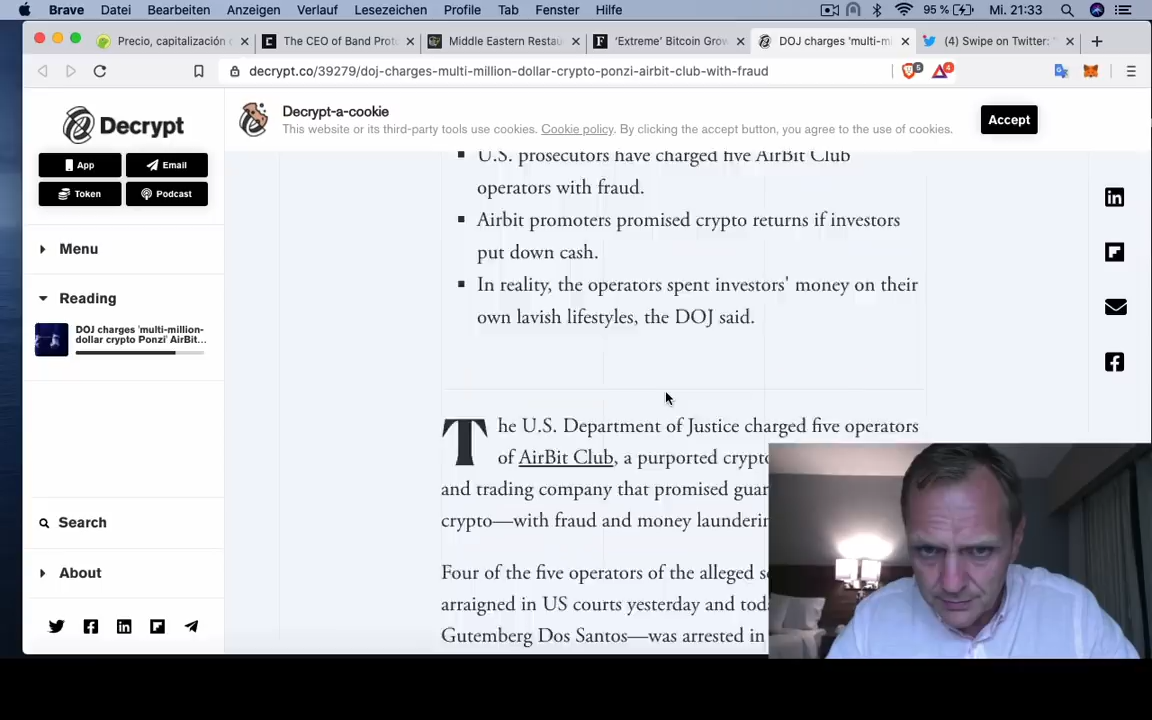 Brave Datei Bearbeiten Anzeigen Verlauf Lesezeichen Profile Tab Fenster Hilfe 95 % Mi. 21:33
Precio, capitalización
The CEO of Band Prot
Middle Eastern Restau
'Extreme' Bitcoin Grow
DOJ charges 'multi-mi
(4) Swipe on Twitter: "
decrypt.co/39279/doj-charges-multi-million-dollar-crypto-ponzi-airbit-club-with-fraud
5
4
Decrypt
App Email
Token Podcast
Menu
Reading
DOJ charges 'multi-million-
dollar crypto Ponzi' AirBit...
Search
About
Decrypt-a-cookie
This website or its third-party tools use cookies. Cookie policy. By clicking the accept button, you agree to the use of cookies.
Accept
U.S. prosecutors have charged five AirBit Club
operators with fraud.
Airbit promoters promised crypto returns if investors
put down cash.
In reality, the operators spent investors' money on their
own lavish lifestyles, the DOJ said.
The U.S. Department of Justice charged five operators
of AirBit Club, a purported crypto
and trading company that promised gua
crypto—with fraud and money launderin
Four of the five operators of the alleged s
arraigned in US courts yesterday and tod
Gutemberg Dos Santos—was arrested in